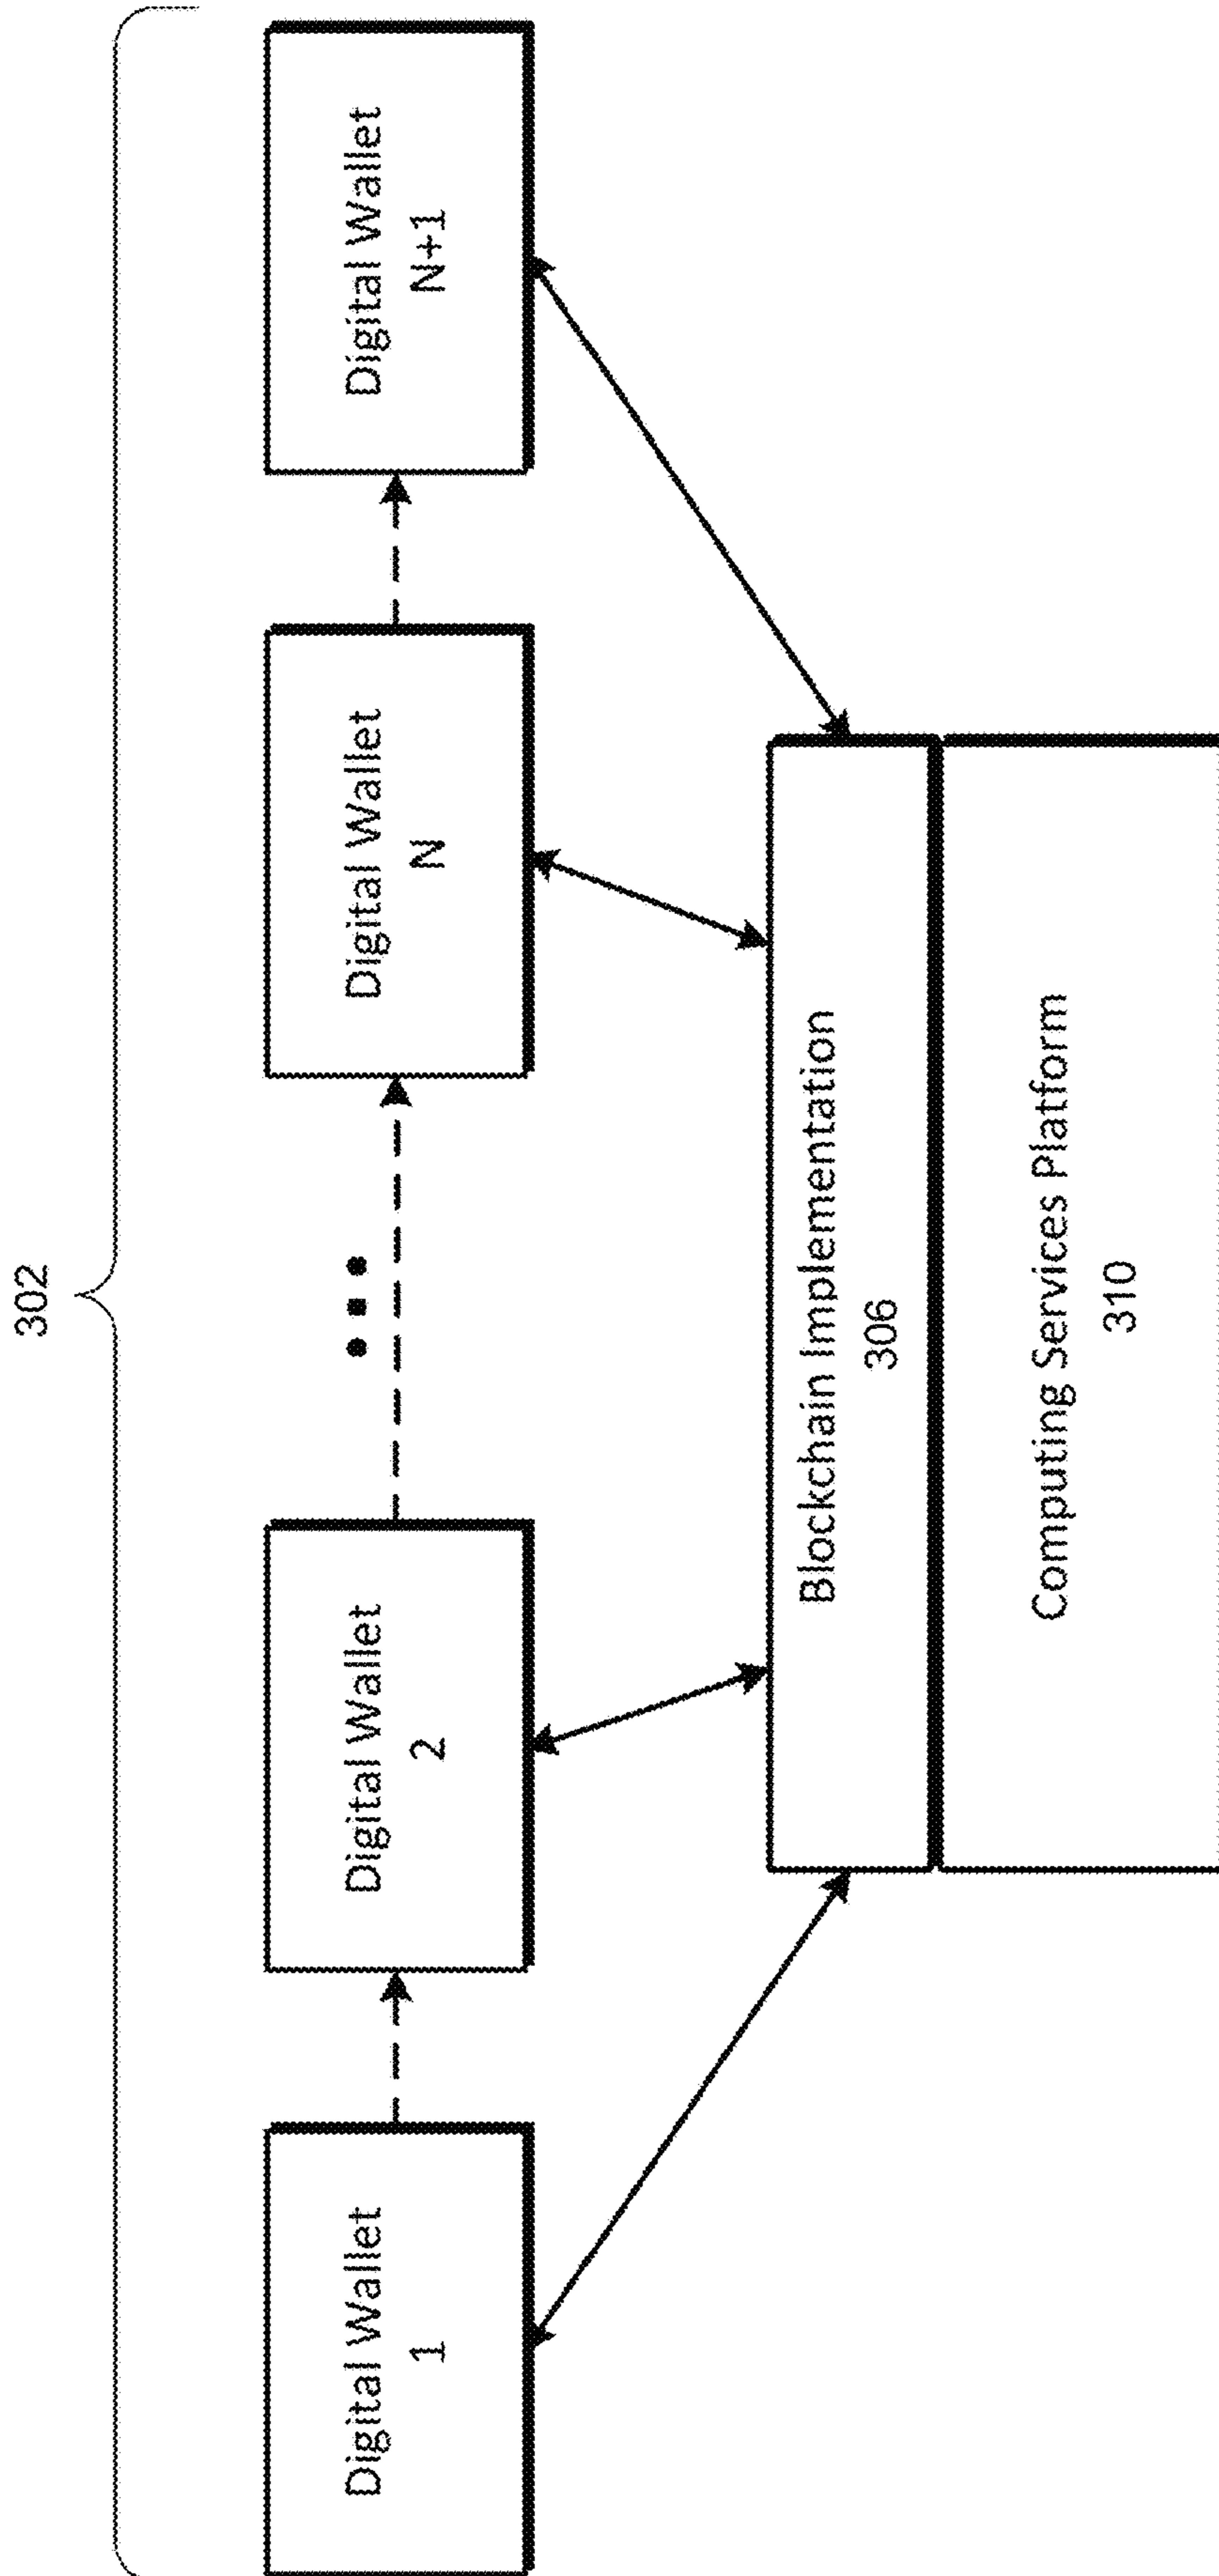 302
Digital Wallet
1
Digital Wallet
2
Digital Wallet
N
Digital Wallet
N+1
Blockchain Implementation
306
Computing Services Platform
310